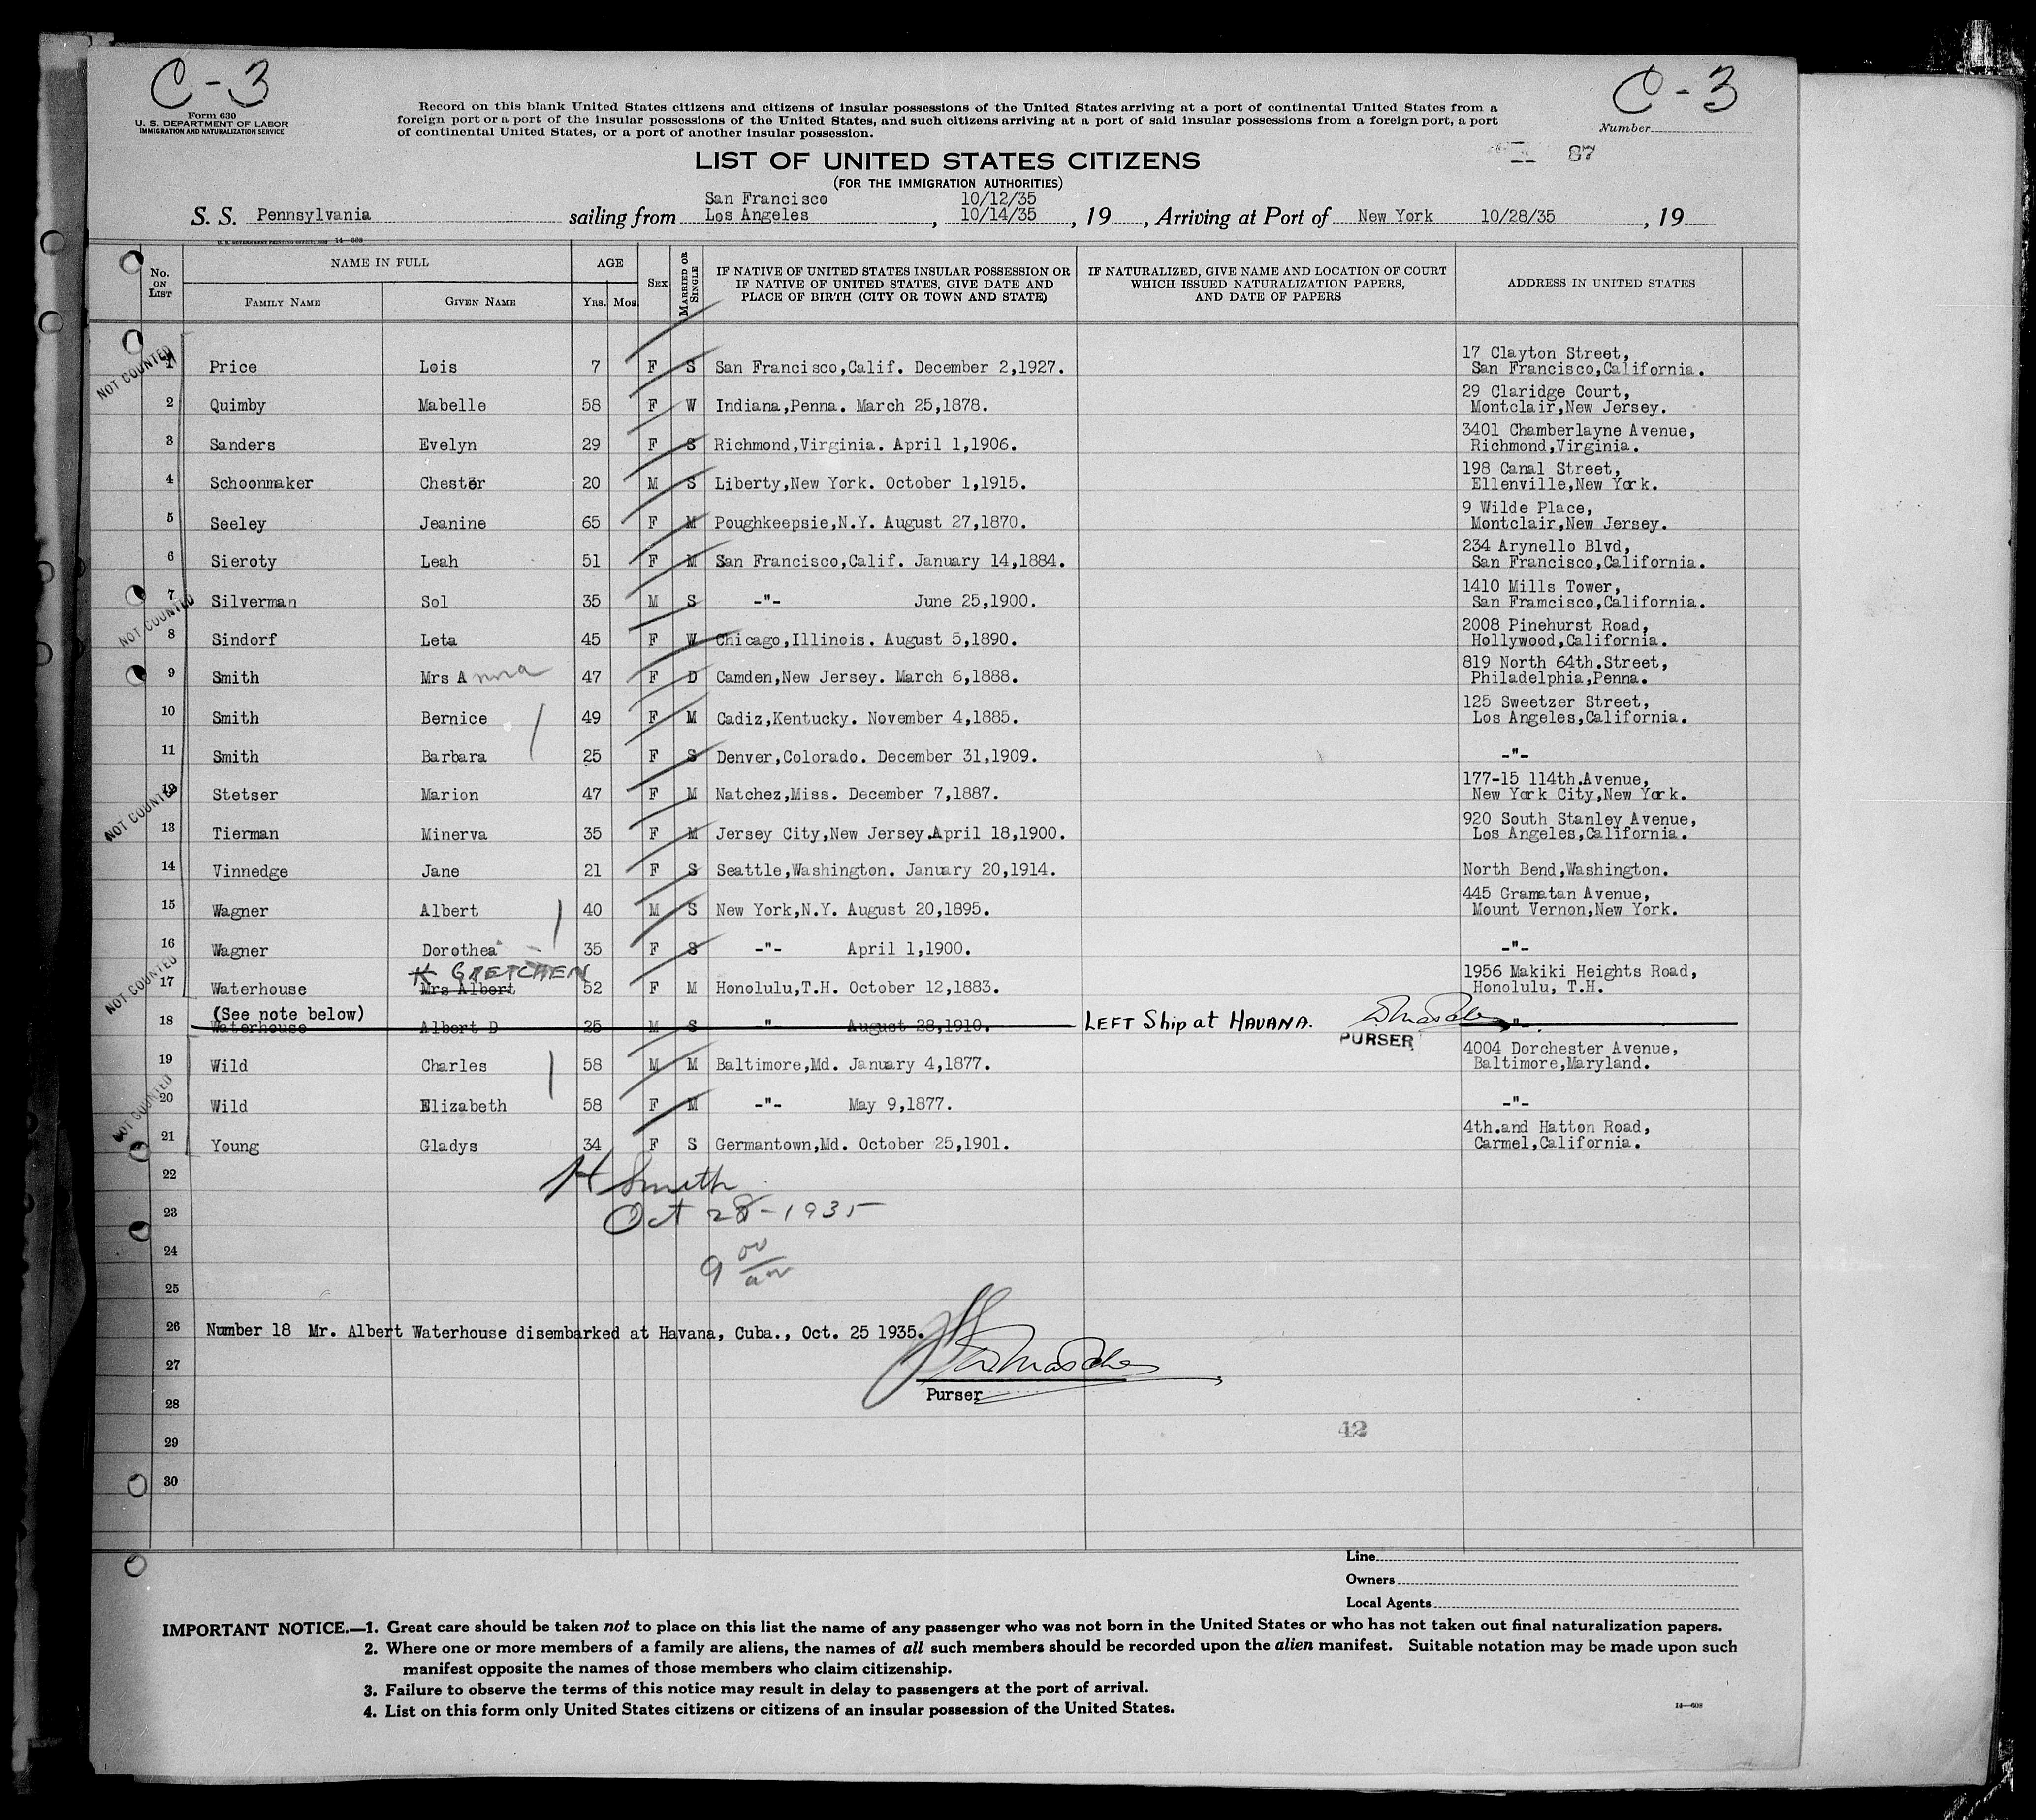 C-3
C-3
Form 630
U. S. DEPARTMENT OF LABOR
IMMIGRATION AND NATURALIZATION SERVICE
Record on this blank United States citizens and citizens of insular possessions of the United States arriving at a port of continental United States from a
foreign port or a port of the insular possessions of the United States, and such citizens arriving at a port of said insular possessions from a foreign port, a port
of continental United States, or a port of another insular possession.
Number
87
LIST OF UNITED STATES CITIZENS
(FOR THE IMMIGRATION AUTHORITIES)
San Francisco 10/12/35
S. S. Pennsylvania sailing from Los Angeles , 10/14/35 , 19 , Arriving at Port of New York 10/28/35 , 19
U. S. GOVERNMENT PRINTING OFFICE: 14—608
No. ON LIST NAME IN FULL FAMILY NAME GIVEN NAME AGE YRS. MOS. SEX MARRIED OR SINGLE IF NATIVE OF UNITED STATES INSULAR POSSESSION OR IF NATIVE OF UNITED STATES, GIVE DATE AND PLACE OF BIRTH (CITY OR TOWN AND STATE) IF NATURALIZED, GIVE NAME AND LOCATION OF COURT WHICH ISSUED NATURALIZATION PAPERS, AND DATE OF PAPERS ADDRESS IN UNITED STATES
NOT COUNTED
1 Price Lois 7 F S San Francisco,Calif. December 2,1927. 17 Clayton Street, San Francisco,California.
2 Quimby Mabelle 58 F W Indiana,Penna. March 25,1878. 29 Claridge Court, Montclair,New Jersey.
3 Sanders Evelyn 29 F S Richmond,Virginia. April 1,1906. 3401 Chamberlayne Avenue, Richmond,Virginia.
4 Schoonmaker Chester 20 M S Liberty,New York. October 1,1915. 198 Canal Street, Ellenville,New York.
5 Seeley Jeanine 65 F M Poughkeepsie,N.Y. August 27,1870. 9 Wilde Place, Montclair,New Jersey.
6 Sieroty Leah 51 F M San Francisco,Calif. January 14,1884. 234 Arynello Blvd, San Francisco,California.
7 Silverman Sol 35 M S -"- June 25,1900. 1410 Mills Tower, San Framcisco,California.
NOT COUNTED
8 Sindorf Leta 45 F W Chicago,Illinois. August 5,1890. 2008 Pinehurst Road, Hollywood,California.
9 Smith Mrs Anna 47 F D Camden,New Jersey. March 6,1888. 819 North 64th.Street, Philadelphia,Penna.
10 Smith Bernice 49 F M Cadiz,Kentucky. November 4,1885. 125 Sweetzer Street, Los Angeles,California.
11 Smith Barbara 25 F S Denver,Colorado. December 31,1909. -"-
12 Stetser Marion 47 F M Natchez,Miss. December 7,1887. 177-15 114th.Avenue, New York City,New York.
NOT COUNTED
13 Tierman Minerva 35 F M Jersey City,New Jersey.April 18,1900. 920 South Stanley Avenue, Los Angeles,California.
14 Vinnedge Jane 21 F S Seattle,Washington. January 20,1914. North Bend,Washington.
15 Wagner Albert 40 M S New York,N.Y. August 20,1895. 445 Gramatan Avenue, Mount Vernon,New York.
16 Wagner Dorothea 35 F S -"- April 1,1900. -"-
GRETCHEN
NOT COUNTED
17 Waterhouse Mrs Albert 52 F M Honolulu,T.H. October 12,1883. 1956 Makiki Heights Road, Honolulu, T.H.
(See note below)
18 Waterhouse Albert D 25 M S " August 28,1910. LEFT Ship at HAVANA. -"-.
PURSER
19 Wild Charles 58 M M Baltimore,Md. January 4,1877. 4004 Dorchester Avenue, Baltimore,Maryland.
NOT COUNTED
20 Wild Elizabeth 58 F M -"- May 9,1877. -"-
21 Young Gladys 34 F S Germantown,Md. October 25,1901. 4th.and Hatton Road, Carmel,California.
22 H Smith
23 Oct 28-1935
24 9 00 am
25
26 Number 18 Mr. Albert Waterhouse disembarked at Havana, Cuba., Oct. 25 1935.
27
Purser
28
42
29
30
Line
Owners
Local Agents
IMPORTANT NOTICE.—1. Great care should be taken not to place on this list the name of any passenger who was not born in the United States or who has not taken out final naturalization papers.
2. Where one or more members of a family are aliens, the names of all such members should be recorded upon the alien manifest. Suitable notation may be made upon such
manifest opposite the names of those members who claim citizenship.
3. Failure to observe the terms of this notice may result in delay to passengers at the port of arrival.
4. List on this form only United States citizens or citizens of an insular possession of the United States.
14—608